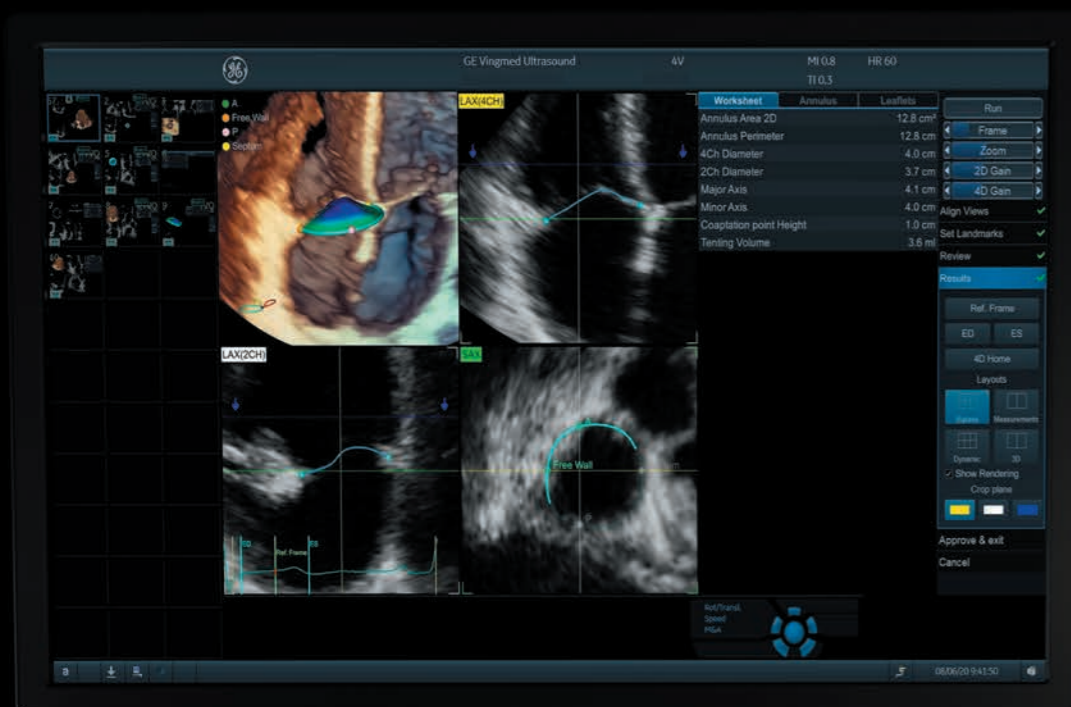 GE Vingmed Ultrasound 4V MI 0.8 HR 60
TI 0.3
A
Free Wall
P
Septum
LAX(4CH)
LAX(2CH)
ED
Ref. Frame
ES
SAX
Free Wall
Worksheet Annulus Leaflets
Annulus Area 2D 12.8 cm²
Annulus Perimeter 12.8 cm
4Ch Diameter 4.0 cm
2Ch Diameter 3.7 cm
Major Axis 4.1 cm
Minor Axis 4.0 cm
Coaptation point Height 1.0 cm
Tenting Volume 3.6 ml
Run
Frame
Zoom
2D Gain
4D Gain
Align Views
Set Landmarks
Review
Results
Ref. Frame
ED ES
4D Home
Layouts
Measurements
Dynamic 3D
Show Rendering
Crop plane
Approve & exit
Cancel
Rot/Transl.
Speed
M&A
08/06/20 9:41:50